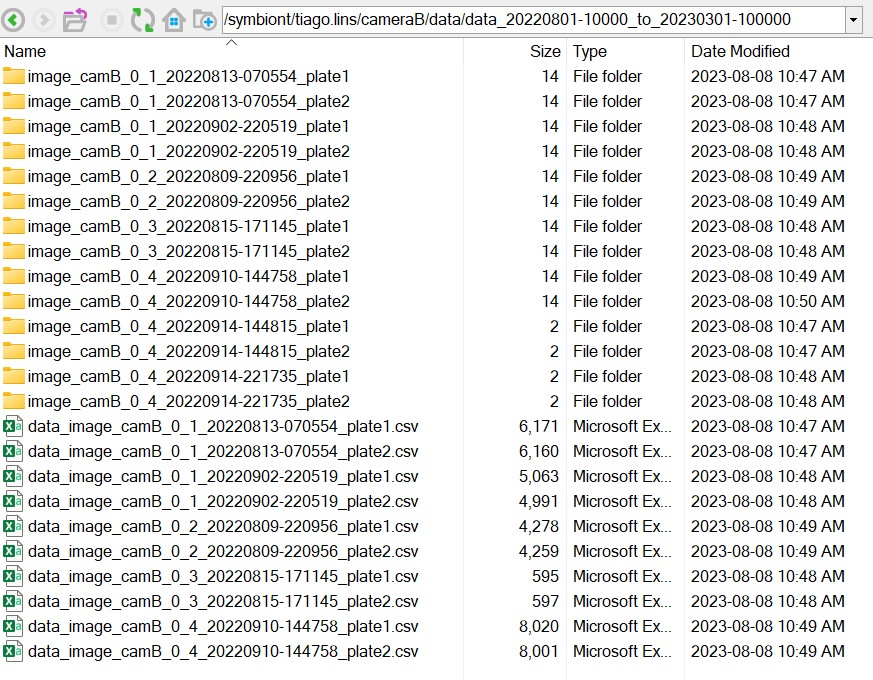 /symbiont/tiago.lins/cameraB/data/data_20220801-10000_to_20230301-100000
Name Size Type Date Modified
image_camB_0_1_20220813-070554_plate1 14 File folder 2023-08-08 10:47 AM
image_camB_0_1_20220813-070554_plate2 14 File folder 2023-08-08 10:47 AM
image_camB_0_1_20220902-220519_plate1 14 File folder 2023-08-08 10:48 AM
image_camB_0_1_20220902-220519_plate2 14 File folder 2023-08-08 10:48 AM
image_camB_0_2_20220809-220956_plate1 14 File folder 2023-08-08 10:49 AM
image_camB_0_2_20220809-220956_plate2 14 File folder 2023-08-08 10:49 AM
image_camB_0_3_20220815-171145_plate1 14 File folder 2023-08-08 10:48 AM
image_camB_0_3_20220815-171145_plate2 14 File folder 2023-08-08 10:48 AM
image_camB_0_4_20220910-144758_plate1 14 File folder 2023-08-08 10:49 AM
image_camB_0_4_20220910-144758_plate2 14 File folder 2023-08-08 10:50 AM
image_camB_0_4_20220914-144815_plate1 2 File folder 2023-08-08 10:47 AM
image_camB_0_4_20220914-144815_plate2 2 File folder 2023-08-08 10:47 AM
image_camB_0_4_20220914-221735_plate1 2 File folder 2023-08-08 10:47 AM
image_camB_0_4_20220914-221735_plate2 2 File folder 2023-08-08 10:47 AM
data_image_camB_0_1_20220813-070554_plate1.csv 6,171 Microsoft Ex... 2023-08-08 10:47 AM
data_image_camB_0_1_20220813-070554_plate2.csv 6,160 Microsoft Ex... 2023-08-08 10:47 AM
data_image_camB_0_1_20220902-220519_plate1.csv 5,063 Microsoft Ex... 2023-08-08 10:48 AM
data_image_camB_0_1_20220902-220519_plate2.csv 4,991 Microsoft Ex... 2023-08-08 10:48 AM
data_image_camB_0_2_20220809-220956_plate1.csv 4,278 Microsoft Ex... 2023-08-08 10:49 AM
data_image_camB_0_2_20220809-220956_plate2.csv 4,259 Microsoft Ex... 2023-08-08 10:49 AM
data_image_camB_0_3_20220815-171145_plate1.csv 595 Microsoft Ex... 2023-08-08 10:48 AM
data_image_camB_0_3_20220815-171145_plate2.csv 597 Microsoft Ex... 2023-08-08 10:48 AM
data_image_camB_0_4_20220910-144758_plate1.csv 8,020 Microsoft Ex... 2023-08-08 10:49 AM
data_image_camB_0_4_20220910-144758_plate2.csv 8,001 Microsoft Ex... 2023-08-08 10:49 AM